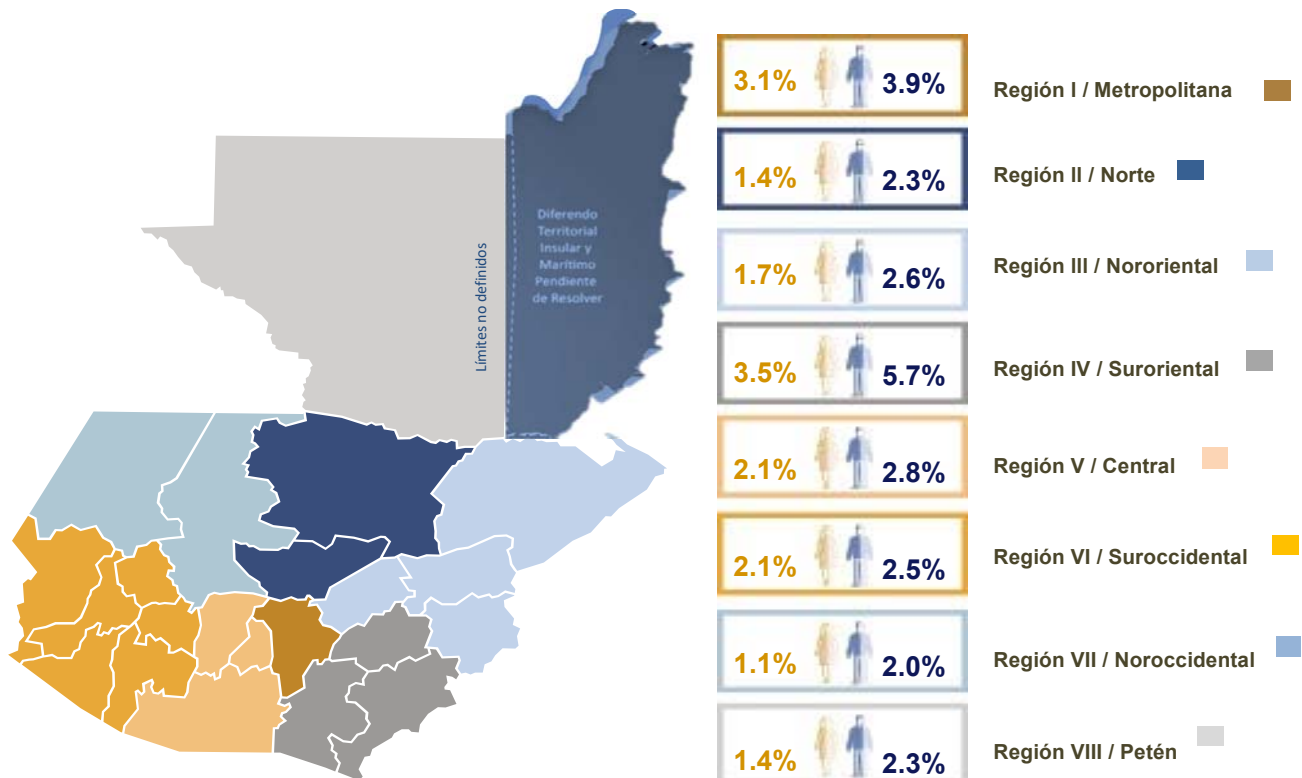 Límites no definidos
Diferendo
Territorial
Insular y
Marítimo
Pendiente
de Resolver
3.1% 3.9% Región I / Metropolitana
1.4% 2.3% Región II / Norte
1.7% 2.6% Región III / Nororiental
3.5% 5.7% Región IV / Suroriental
2.1% 2.8% Región V / Central
2.1% 2.5% Región VI / Suroccidental
1.1% 2.0% Región VII / Noroccidental
1.4% 2.3% Región VIII / Petén